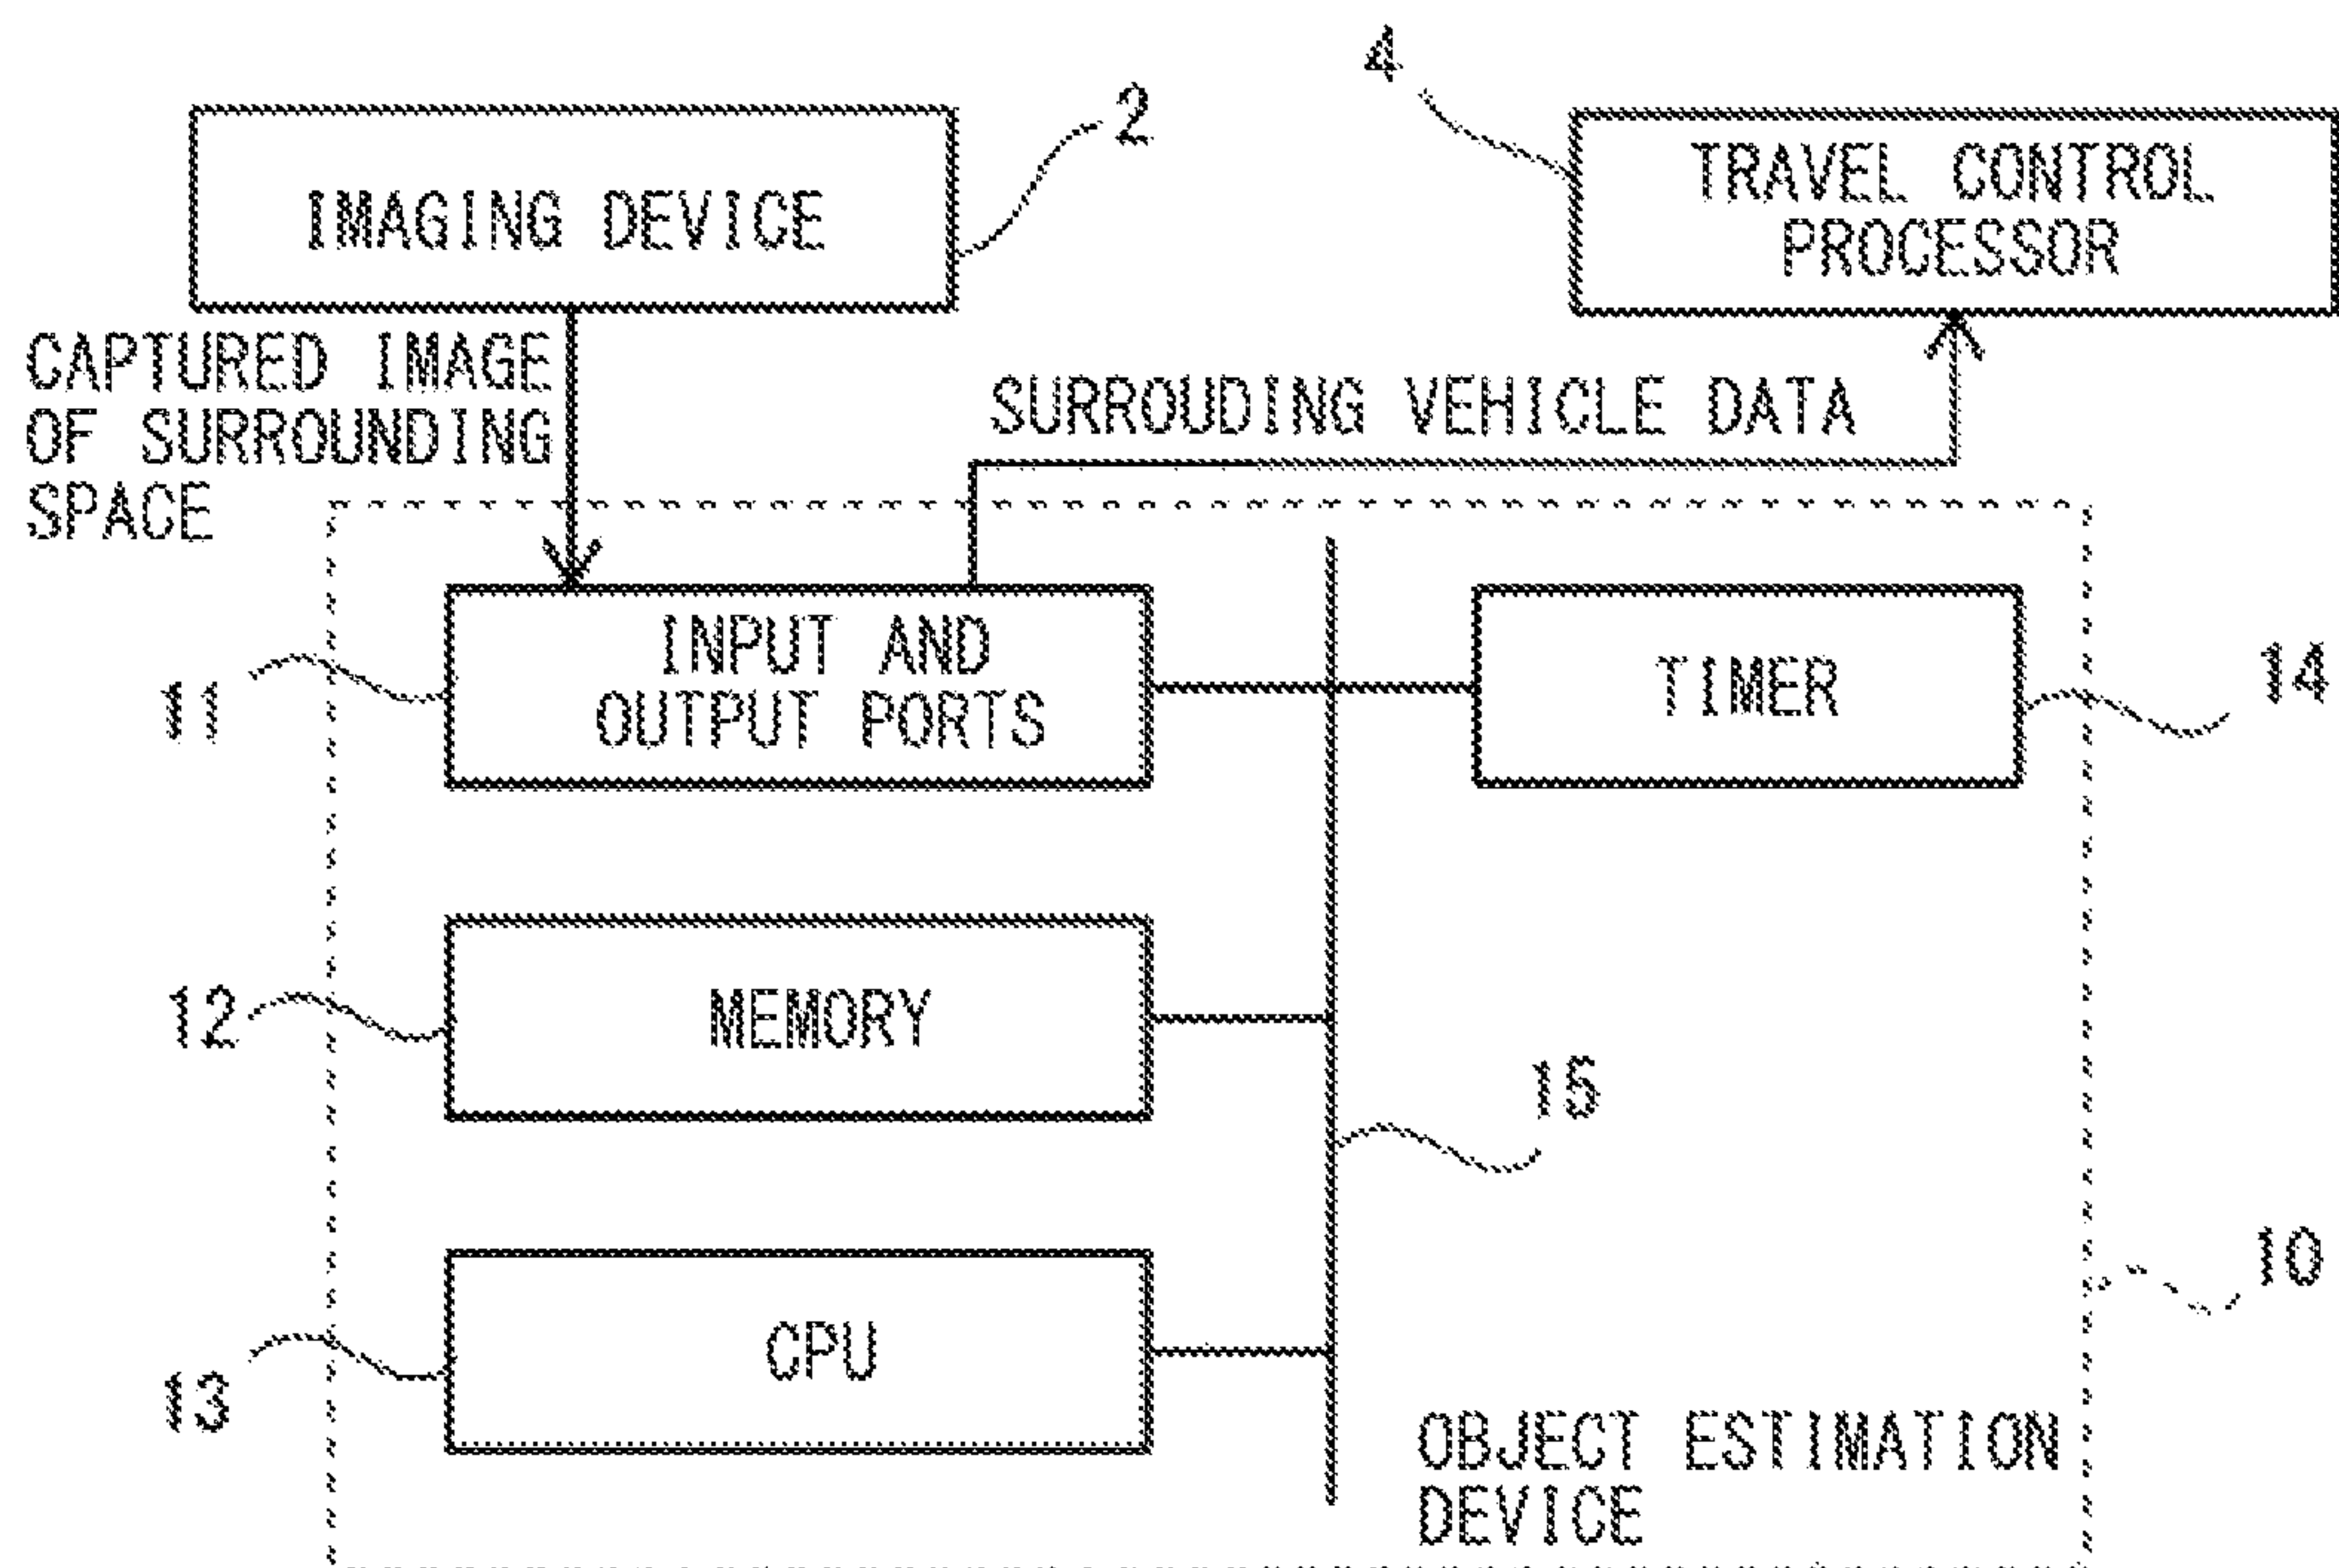 4
2
IMAGING DEVICE
TRAVEL CONTROL
PROCESSOR
CAPTURED IMAGE
OF SURROUNDING
SPACE
SURROUDING VEHICLE DATA
INPUT AND
OUTPUT PORTS
11
TIMER
14
MEMORY
12
15
CPU
13
10
OBJECT ESTIMATION
DEVICE